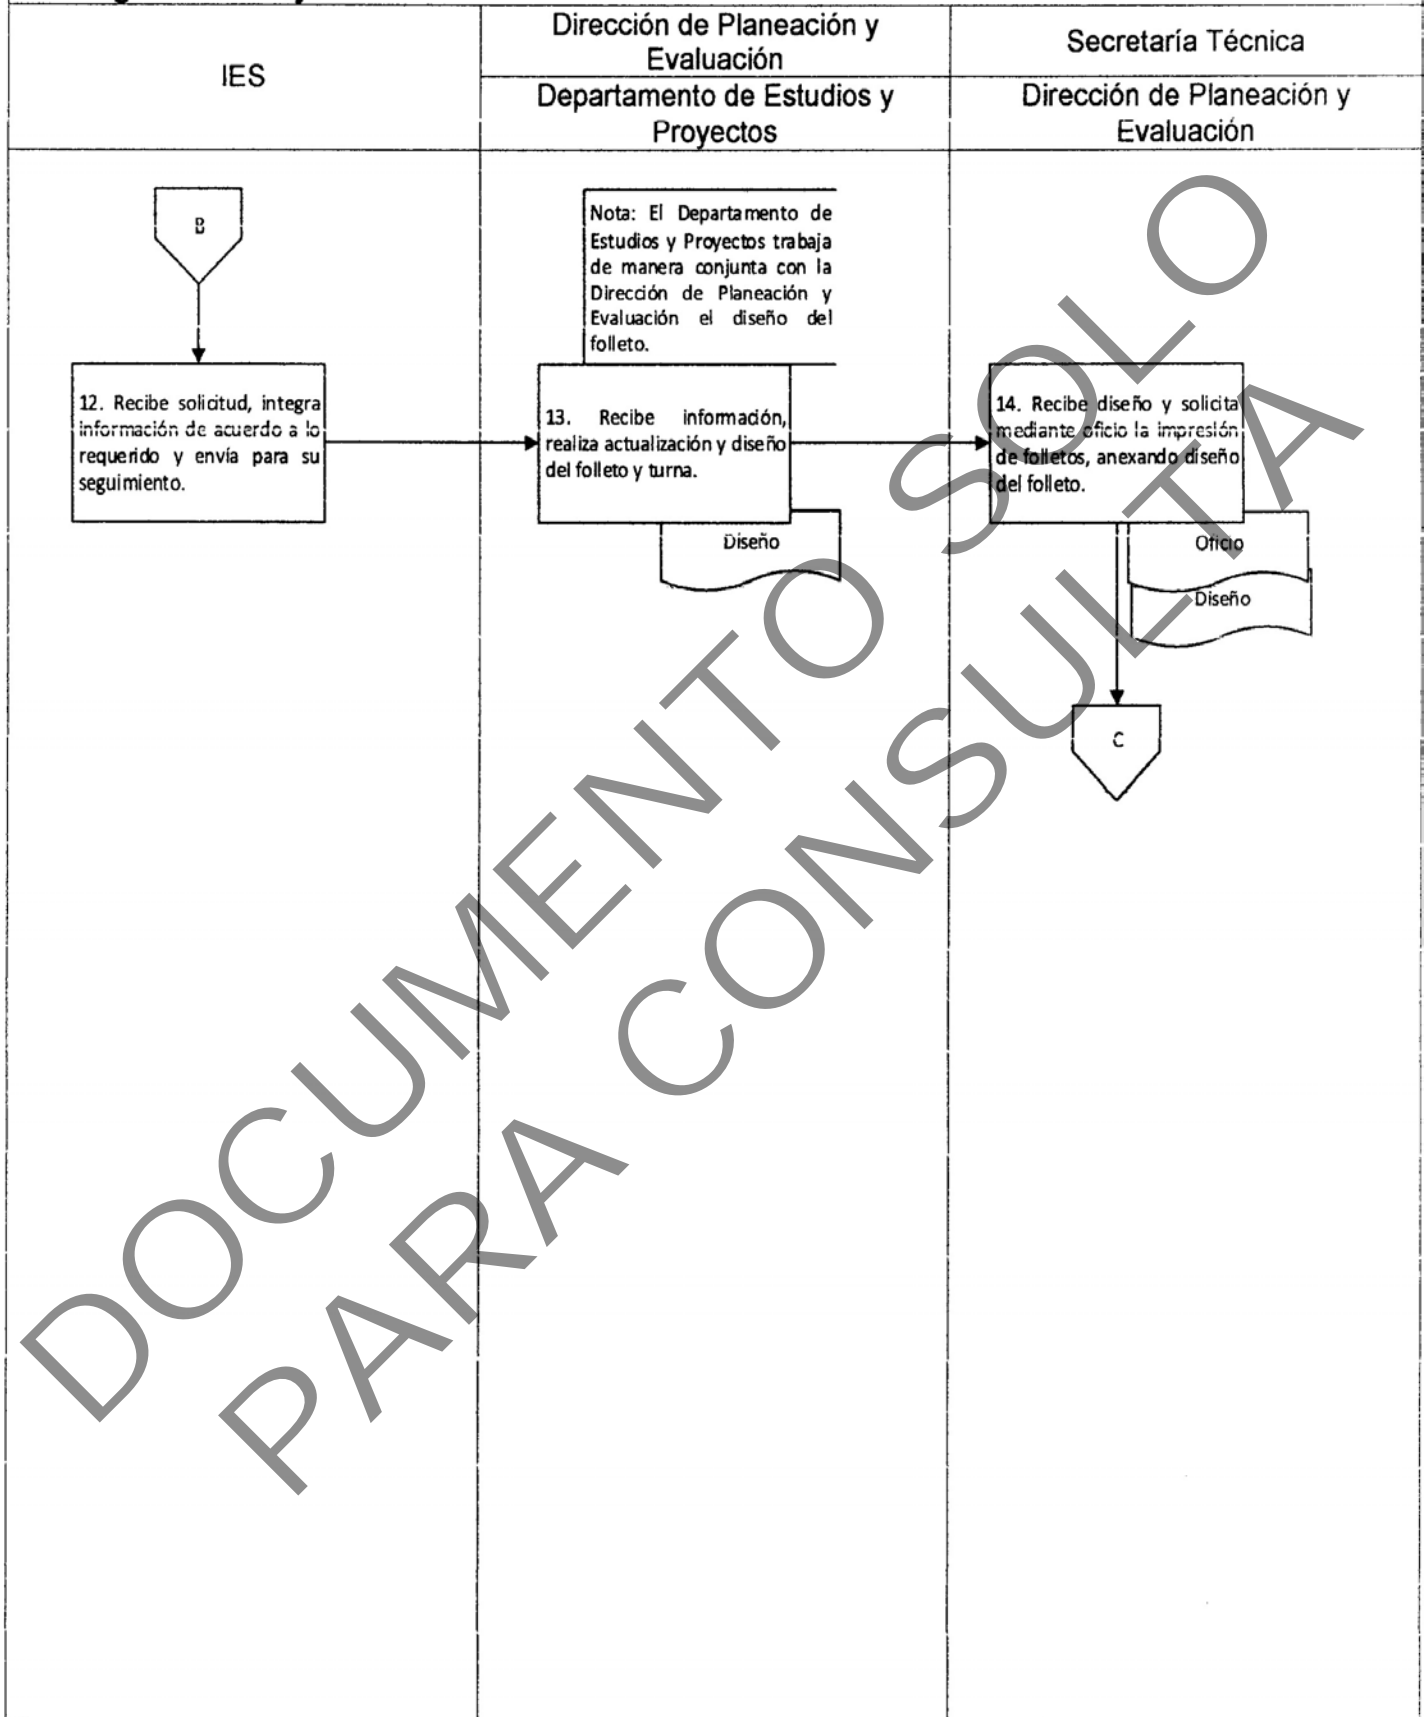 IES
Dirección de Planeación y
Evaluación
Departamento de Estudios y
Proyectos
Secretaría Técnica
Dirección de Planeación y
Evaluación
B
Nota: El Departamento de
Estudios y Proyectos trabaja
de manera conjunta con la
Dirección de Planeación y
Evaluación el diseño del
folleto.
12. Recibe solicitud, integra
información de acuerdo a lo
requerido y envía para su
seguimiento.
13. Recibe información,
realiza actualización y diseño
del folleto y turna.
Diseño
14. Recibe diseño y solicita
mediante oficio la impresión
de folletos, anexando diseño
del folleto.
Oficio
Diseño
C
DOCUMENTO SOLO
PARA CONSULTA